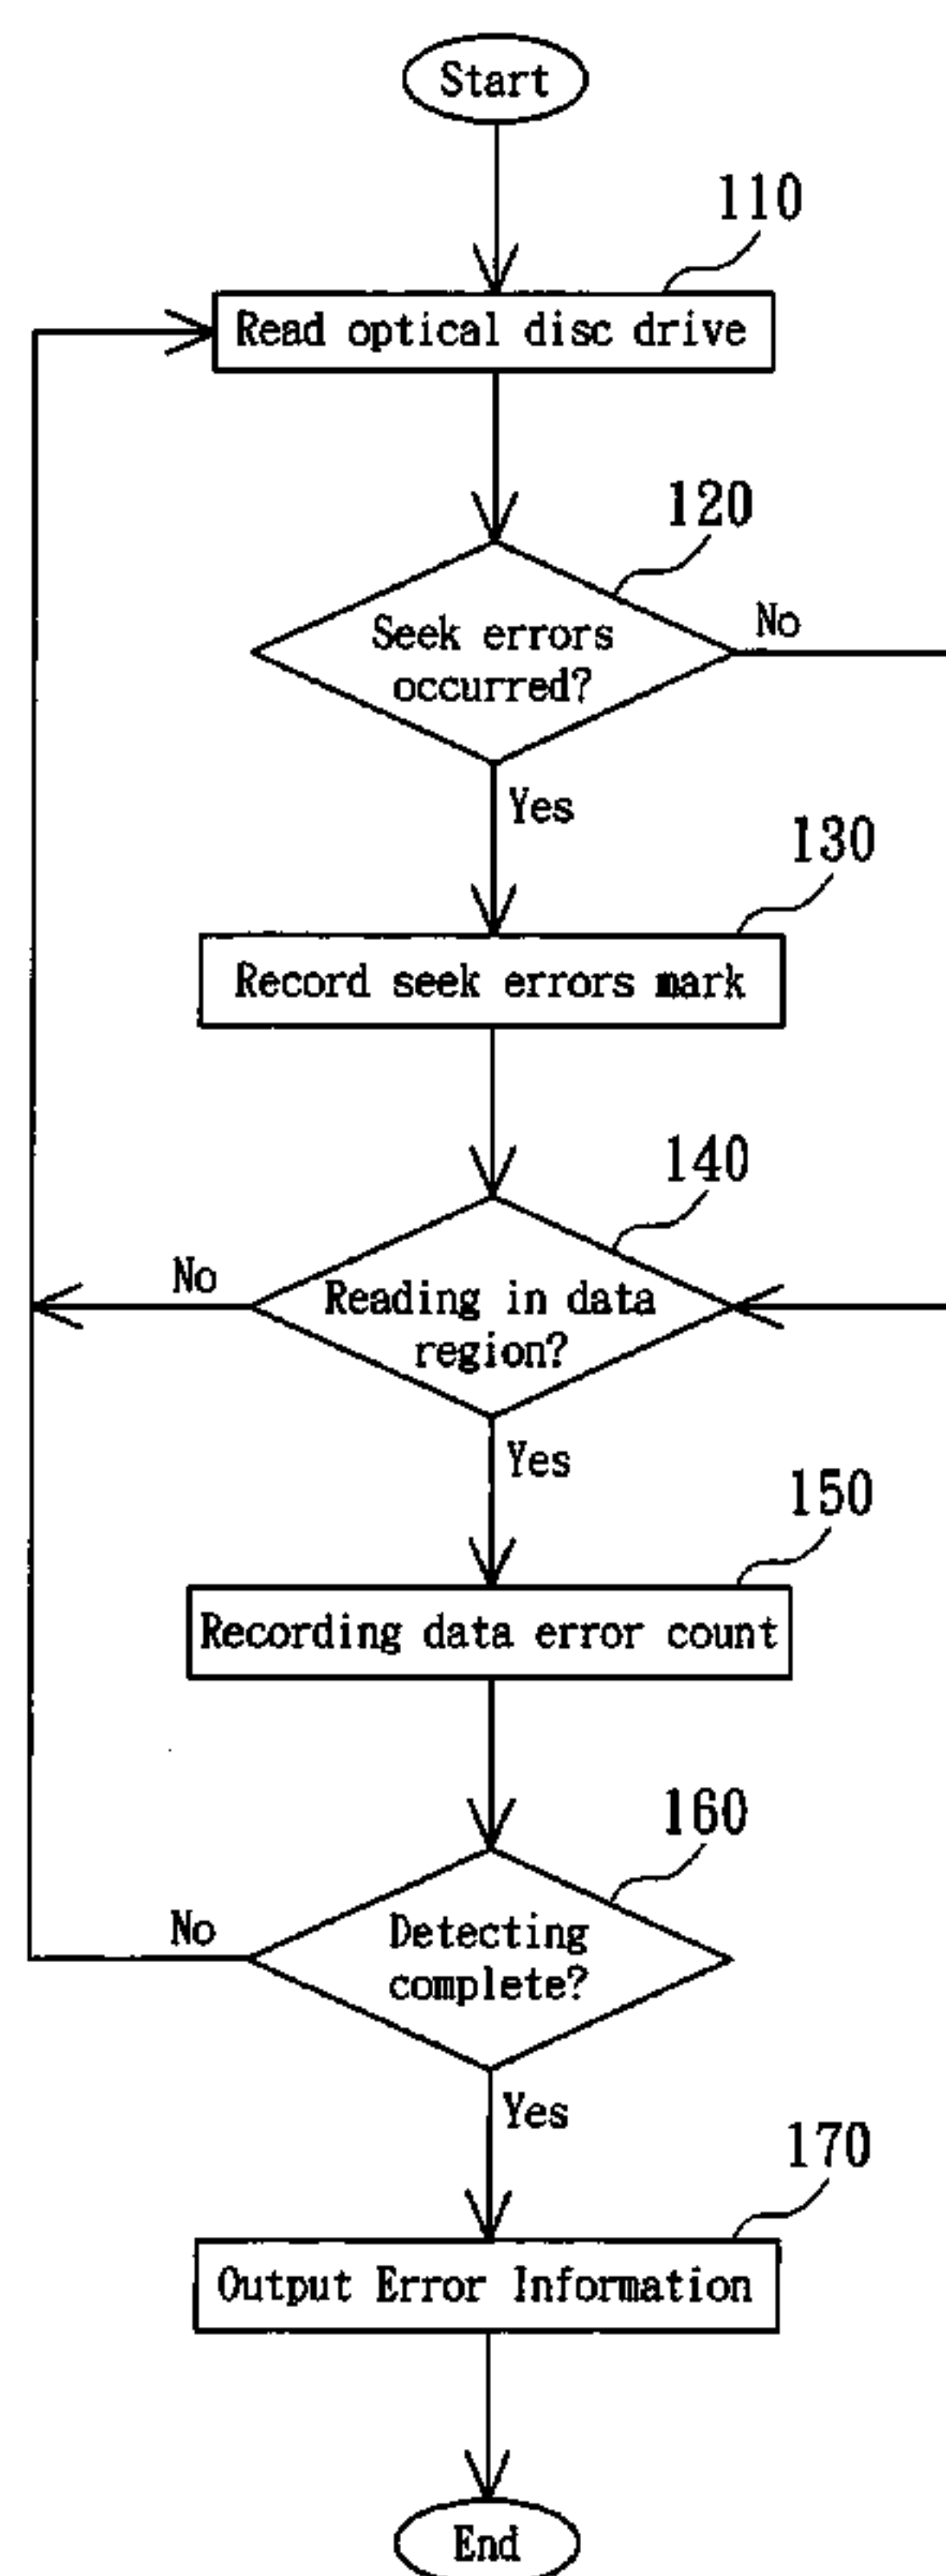 Start
110
Read optical disc drive
120
Seek errors
occurred?
No
Yes
130
Record seek errors mark
140
No
Reading in data
region?
Yes
150
Recording data error count
160
No
Detecting
complete?
Yes
170
Output Error Information
End